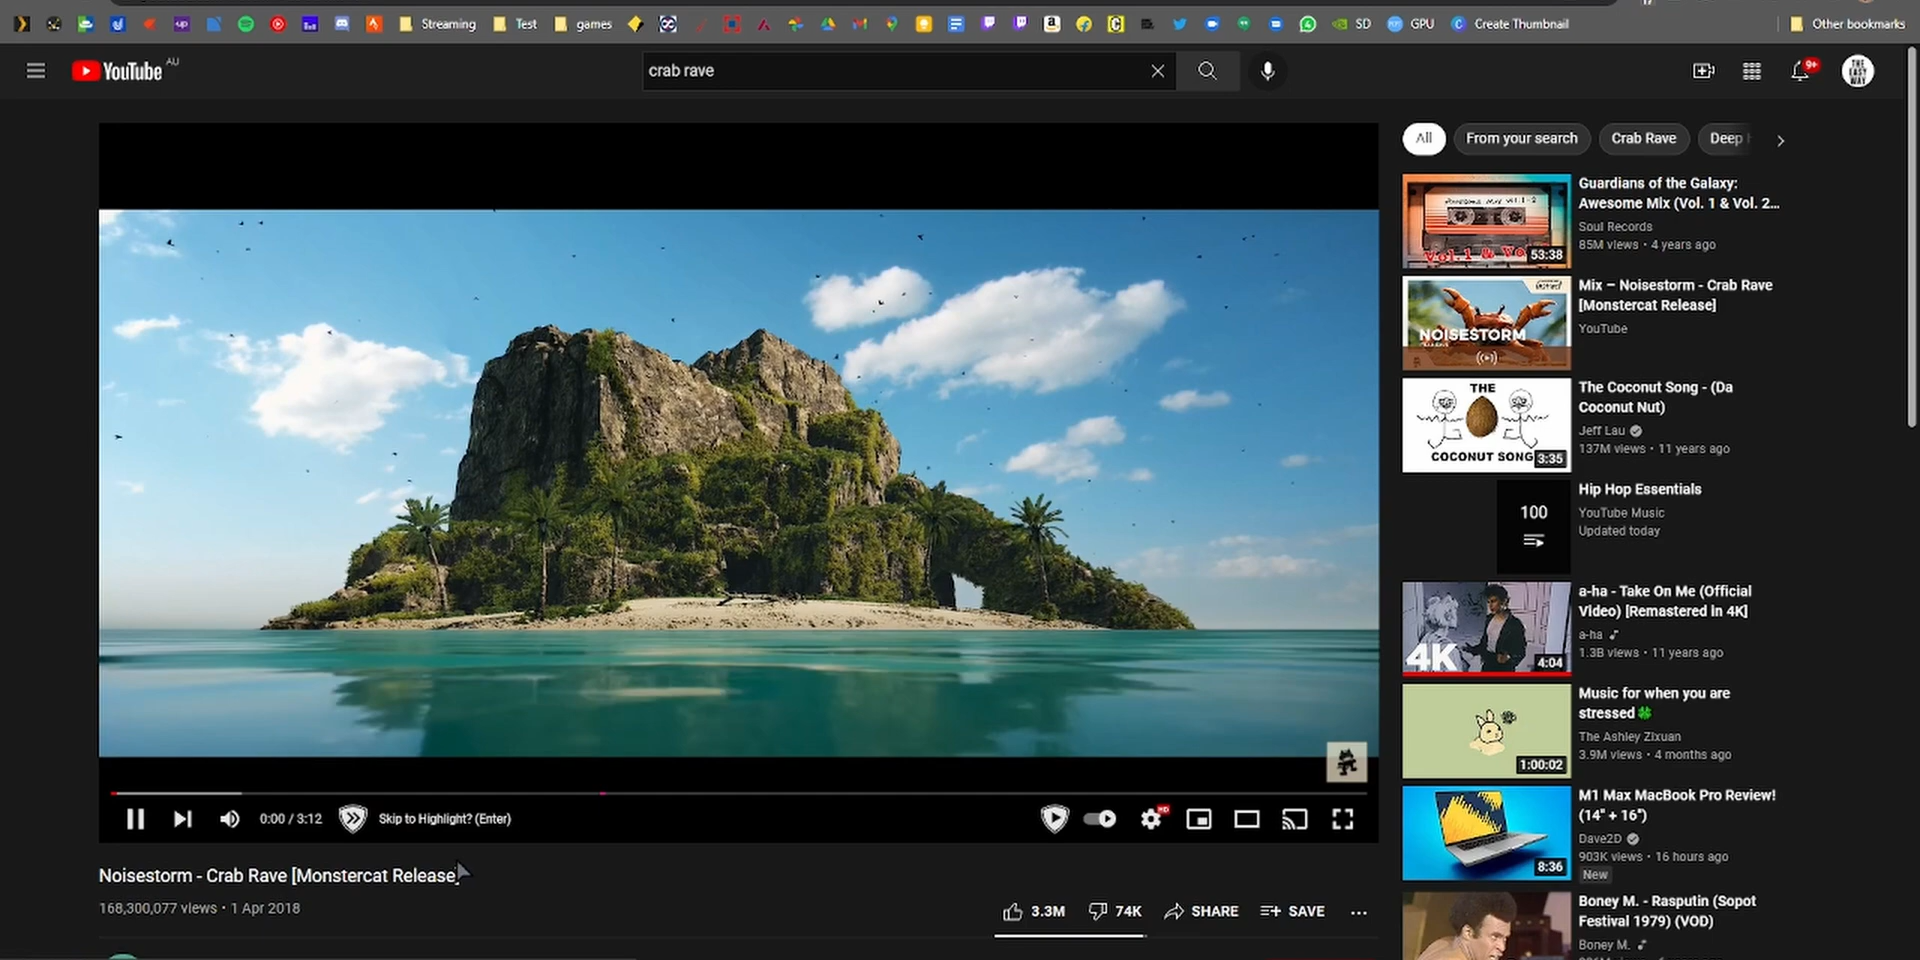 Streaming
Test
games
SD
GPU
Create Thumbnail
Other bookmarks
YouTube AU
crab rave
9+
THE
EASY
WAY
All
From your search
Crab Rave
Deep
Guardians of the Galaxy:
Awesome Mix (Vol. 1 & Vol. 2...
Soul Records
85M views • 4 years ago
Vol.1 & Vo
53:38
Mix – Noisestorm - Crab Rave
[Monstercat Release]
YouTube
NOISESTORM
The Coconut Song - (Da
Coconut Nut)
Jeff Lau
137M views • 11 years ago
THE
COCONUT SONG
3:35
Hip Hop Essentials
YouTube Music
Updated today
100
a-ha - Take On Me (Official
Video) [Remastered in 4K]
a-ha
1.3B views • 11 years ago
4K
4:04
Music for when you are
stressed🍀
The Ashley Zixuan
3.9M views • 4 months ago
1:00:02
M1 Max MacBook Pro Review!
(14" + 16")
Dave2D
903K views • 16 hours ago
New
8:36
Boney M. - Rasputin (Sopot
Festival 1979) (VOD)
Boney M.
0:00 / 3:12
Skip to Highlight? (Enter)
HD
Noisestorm - Crab Rave [Monstercat Release]
168,300,077 views • 1 Apr 2018
3.3M
74K
SHARE
SAVE